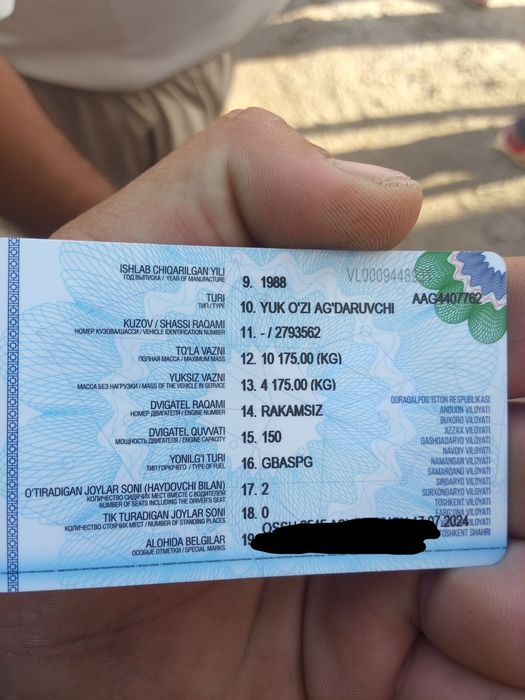 ISHLAB CHIQARILGAN YILI
ГОД ВЫПУСКА / YEAR OF MANUFACTURE
9. 1988
VL0009448
AAG4407762
TURI
ТИП/TYPE
10. YUK O'ZI AG'DARUVCHI
KUZOV / SHASSI RAQAMI
НОМЕР КУЗОВА/ШАССИ / VEHICLE IDENTIFICATION NUMBER
11. - / 2793562
TO'LA VAZNI
ПОЛНАЯ МАССА / MAXIMUM MASS
12. 10 175.00 (KG)
YUKSIZ VAZNI
МАССА БЕЗ НАГРУЗКИ / MASS OF THE VEHICLE IN SERVICE
13. 4 175.00 (KG)
DVIGATEL RAQAMI
НОМЕР ДВИГАТЕЛЯ / ENGINE NUMBER
14. RAKAMSIZ
DVIGATEL QUVVATI
МОЩНОСТЬ ДВИГАТЕЛЯ / ENGINE CAPACITY
15. 150
YONILG'I TURI
ТИП ГОРЮЧЕГО / TYPE OF FUEL
16. GBASPG
O'TIRADIGAN JOYLAR SONI (HAYDOVCHI BILAN)
КОЛИЧЕСТВО СИДЯЧИХ МЕСТ ВМЕСТЕ С ВОДИТЕЛЕМ
NUMBER OF SEATS INCLUDING THE DRIVER'S SEAT
17. 2
TIK TURADIGAN JOYLAR SONI
КОЛИЧЕСТВО СТОЯЧИХ МЕСТ / NUMBER OF STANDING PLACES
18. 0
ALOHIDA BELGILAR
ОСОБЫЕ ОТМЕТКИ / SPECIAL MARKS
19.
07.2024
QORAQALPOG'ISTON RESPUBLIKASI
ANDIJON VILOYATI
BUXORO VILOYATI
JIZZAX VILOYATI
QASHQADARYO VILOYATI
NAVOIY VILOYATI
NAMANGAN VILOYATI
SAMARQAND VILOYATI
SIRDARYO VILOYATI
SURXONDARYO VILOYATI
TOSHKENT VILOYATI
FARG'ONA VILOYATI
VILOYATI
TOSHKENT SHAHRI